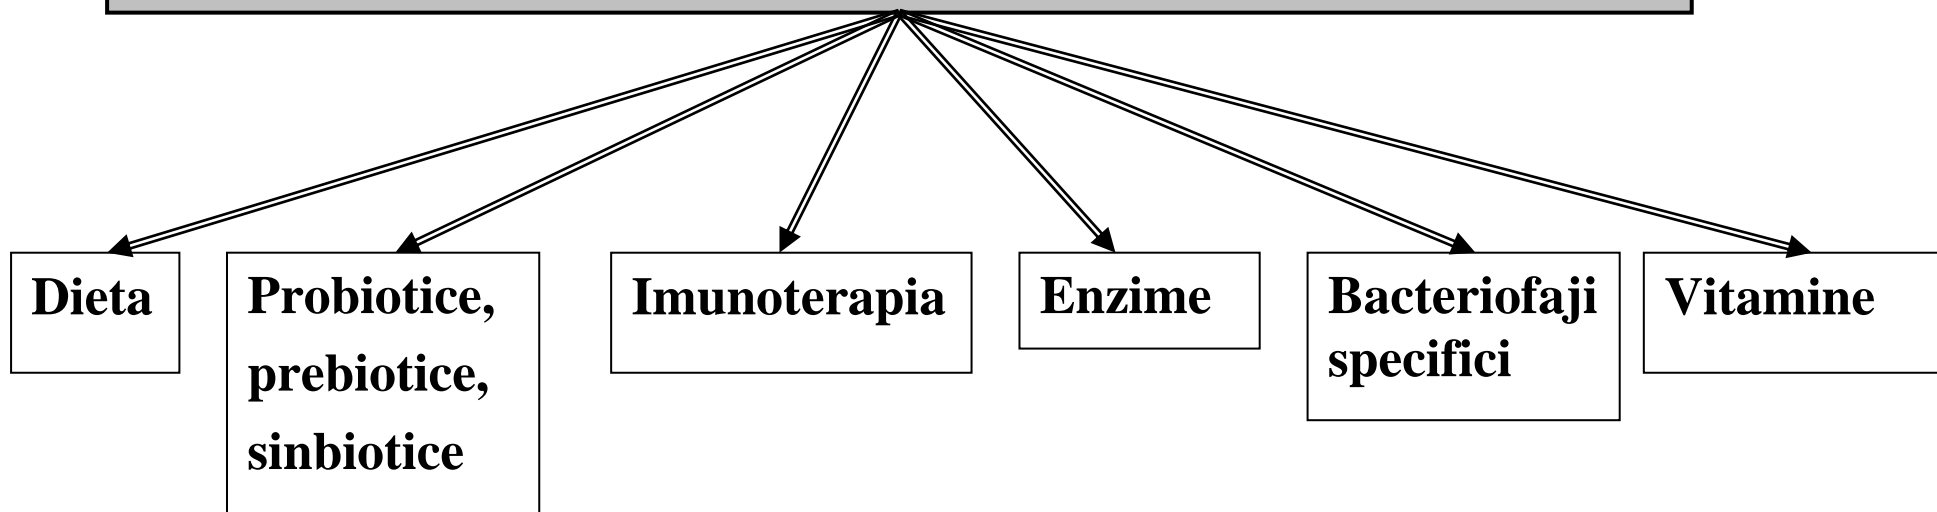 Dieta
Probiotice,
prebiotice,
sinbiotice
Imunoterapia
Enzime
Bacteriofaji
specifici
Vitamine